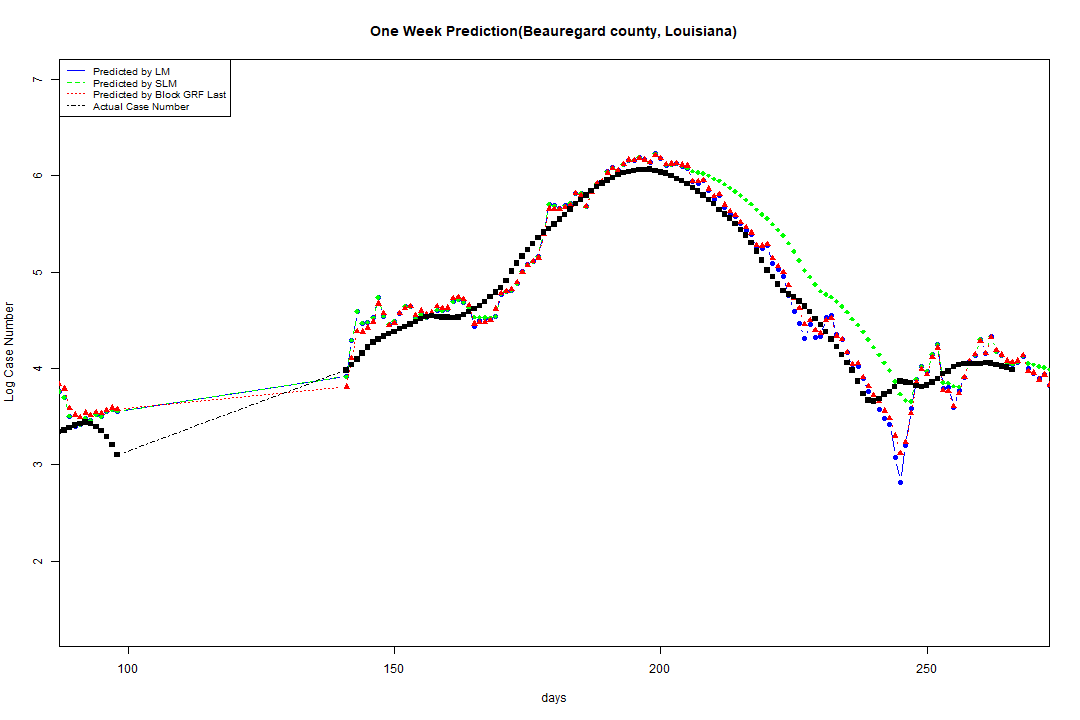 One Week Prediction(Beauregard county, Louisiana)
Predicted by LM
Predicted by SLM
Predicted by Block GRF Last
Actual Case Number
7
6
5
4
3
2
Log Case Number
100 150 200 250
days